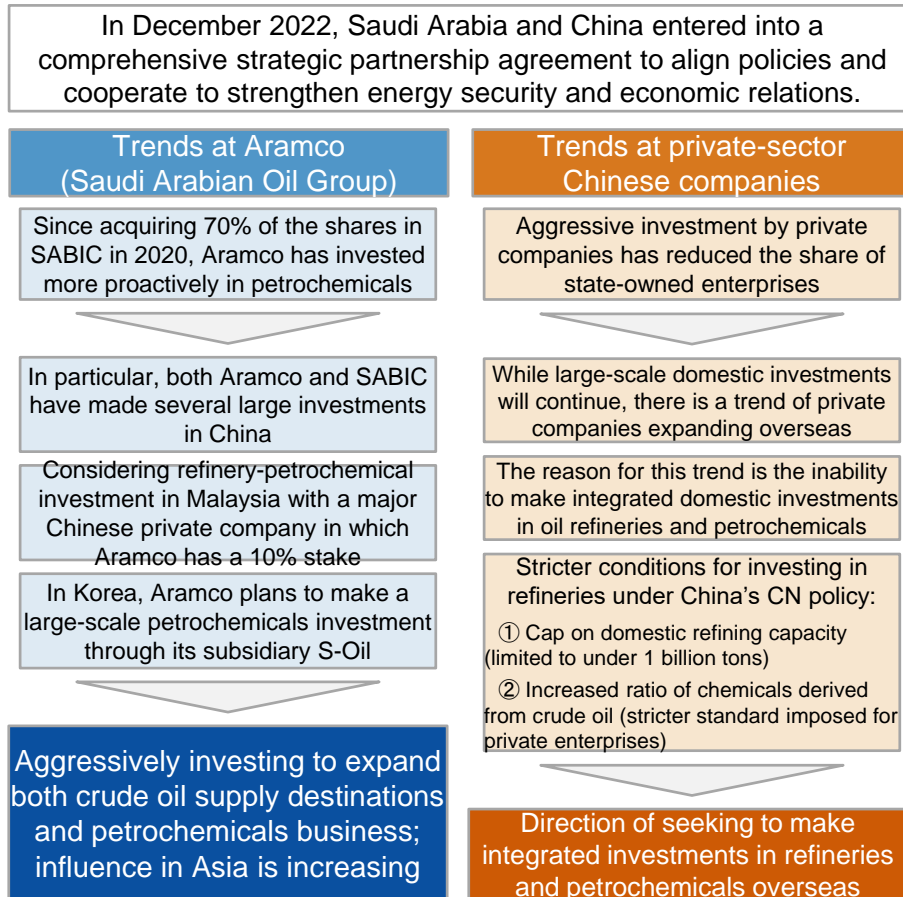 In December 2022, Saudi Arabia and China entered into a
comprehensive strategic partnership agreement to align policies and
cooperate to strengthen energy security and economic relations.
Trends at Aramco
(Saudi Arabian Oil Group)
Since acquiring 70% of the shares in
SABIC in 2020, Aramco has invested
more proactively in petrochemicals
In particular, both Aramco and SABIC
have made several large investments
in China
Considering refinery-petrochemical
investment in Malaysia with a major
Chinese private company in which
Aramco has a 10% stake
In Korea, Aramco plans to make a
large-scale petrochemicals investment
through its subsidiary S-Oil
Aggressively investing to expand
both crude oil supply destinations
and petrochemicals business;
influence in Asia is increasing
Trends at private-sector
Chinese companies
Aggressive investment by private
companies has reduced the share of
state-owned enterprises
While large-scale domestic investments
will continue, there is a trend of private
companies expanding overseas
The reason for this trend is the inability
to make integrated domestic investments
in oil refineries and petrochemicals
Stricter conditions for investing in
refineries under China’s CN policy:
① Cap on domestic refining capacity
(limited to under 1 billion tons)
② Increased ratio of chemicals derived
from crude oil (stricter standard imposed for
private enterprises)
Direction of seeking to make
integrated investments in refineries
and petrochemicals overseas